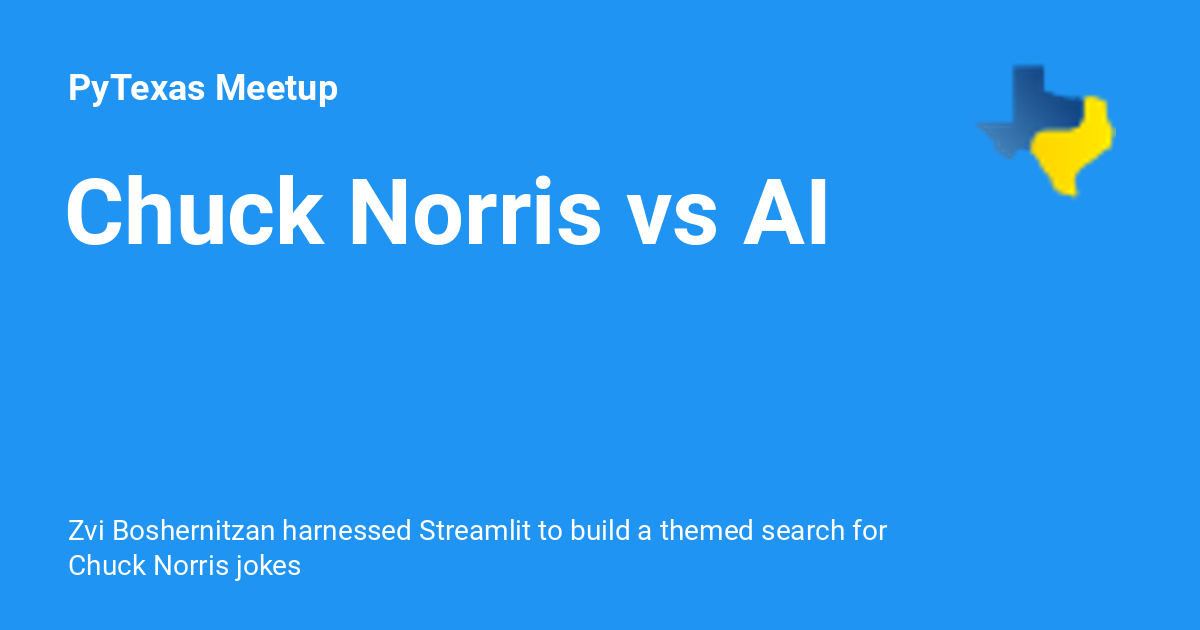 PyTexas Meetup
Chuck Norris vs AI
Zvi Boshernitzan harnessed Streamlit to build a themed search for
Chuck Norris jokes